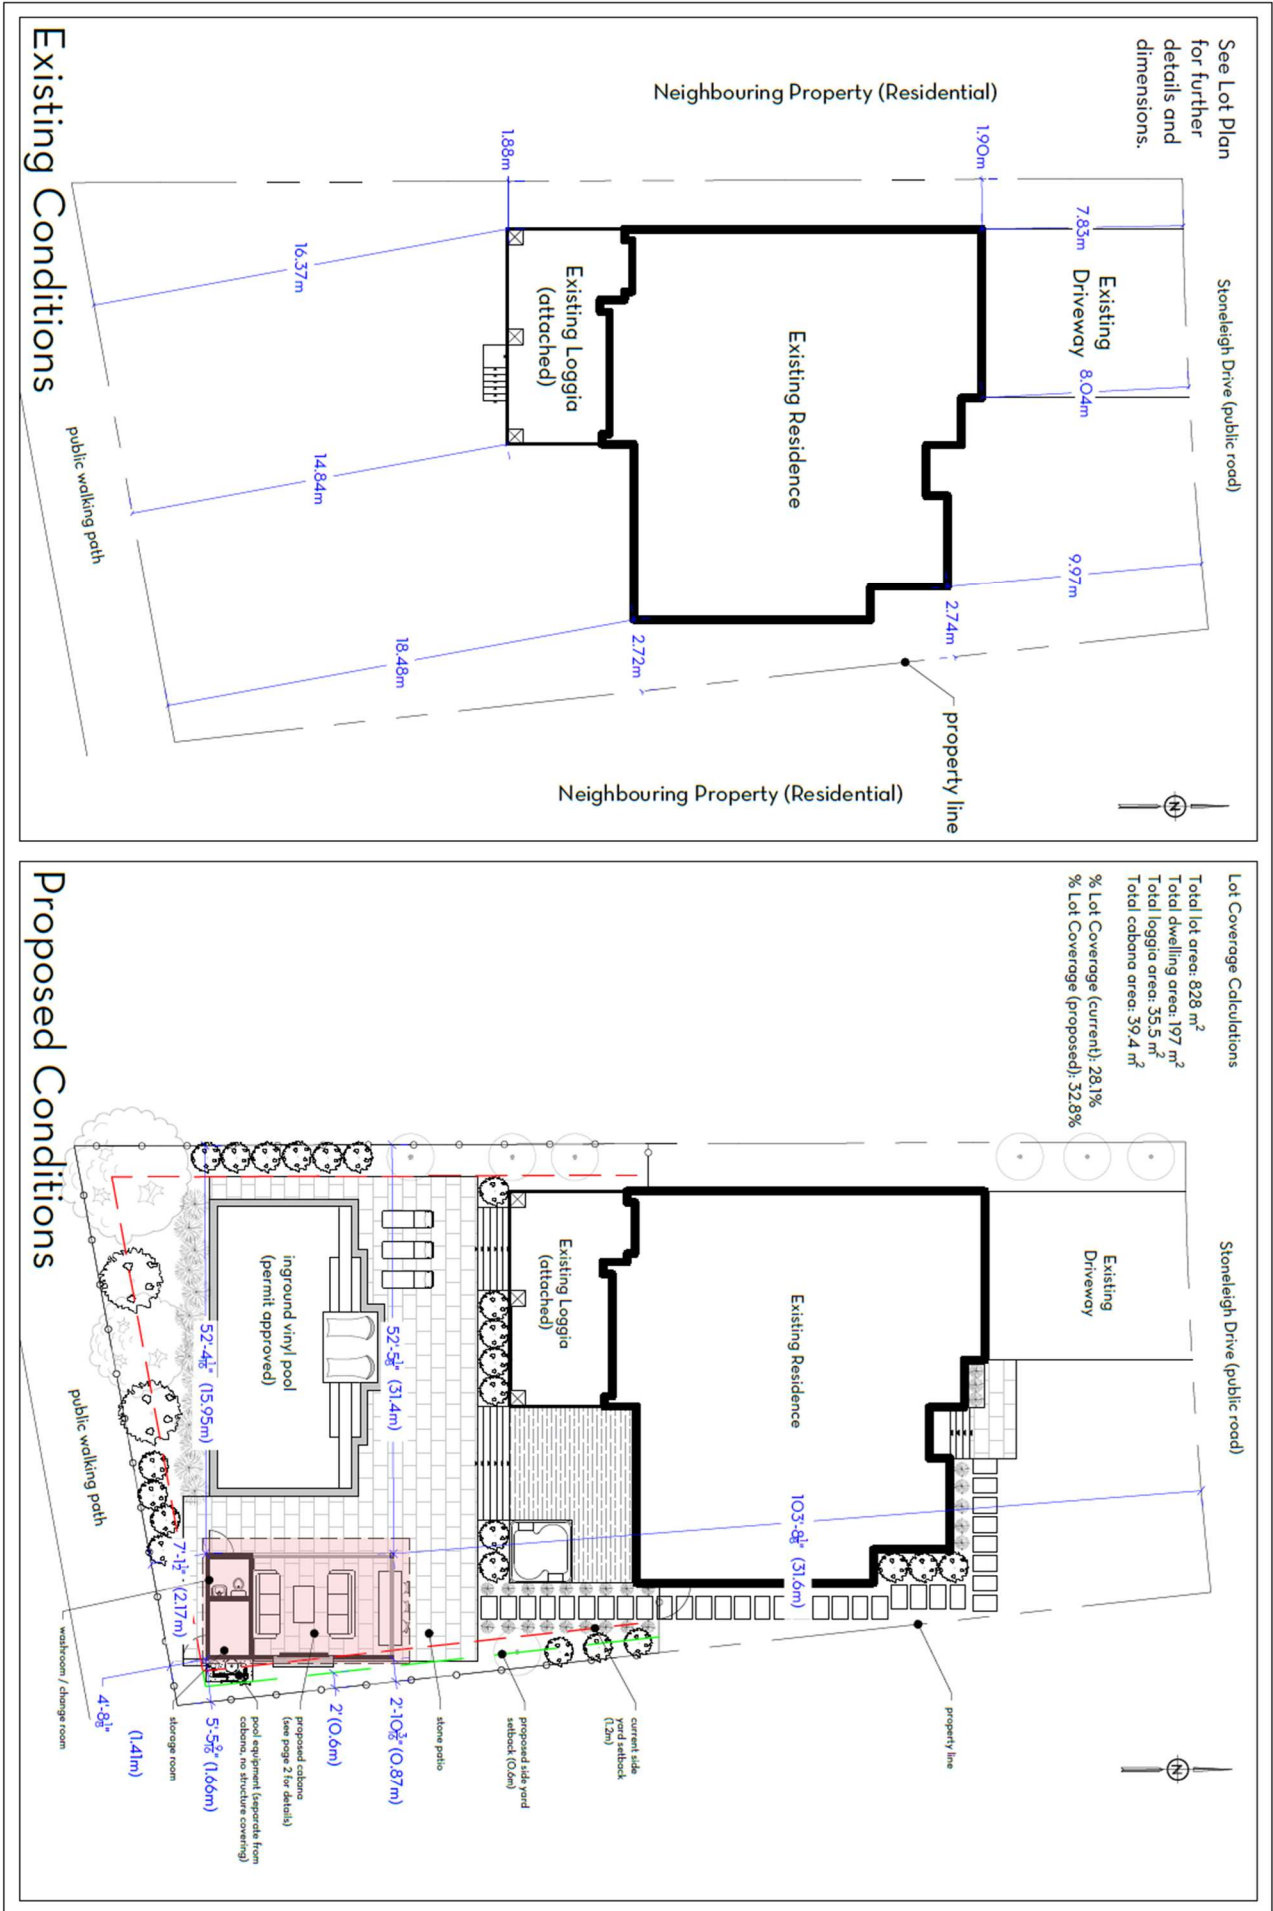 See Lot Plan
for further
details and
dimensions.
Stoneleigh Drive (public road)
Neighbouring Property (Residential)
7.83m
Existing
Driveway
8.04m
9.97m
1.90m
2.74m
property line
Existing Residence
1.88m
Existing Loggia
(attached)
2.72m
16.37m
14.84m
18.48m
public walking path
Neighbouring Property (Residential)
N
Existing Conditions
Lot Coverage Calculations
Total lot area: 828 m²
Total dwelling area: 197 m²
Total loggia area: 35.5 m²
Total cabana area: 39.4 m²
% Lot Coverage (current): 28.1%
% Lot Coverage (proposed): 32.8%
Stoneleigh Drive (public road)
Existing
Driveway
property line
Existing Residence
103'-8⅛" (31.6m)
Existing Loggia
(attached)
current side
yard setback
(1.2m)
proposed side yard
setback (0.6m)
stone patio
52'-5⅛" (31.4m)
2'-10 3/16" (0.87m)
inground vinyl pool
(permit approved)
2' (0.6m)
proposed cabana
(see page 2 for details)
pool equipment (separate from
cabana, no structure covering)
52'-4 1/16" (15.95m)
5'-5 9/16" (1.66m)
7'-1½" (2.17m)
storage room
(1.41m)
4'-8⅛"
washroom / change room
public walking path
N
Proposed Conditions